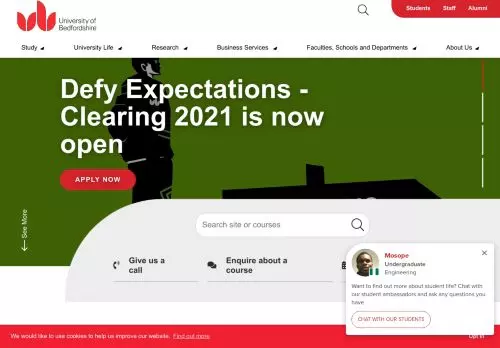 University of
Bedfordshire
Students Staff Alumni
Study University Life Research Business Services Faculties, Schools and Departments About Us
Defy Expectations -
Clearing 2021 is now
open
APPLY NOW
See More
Search site or courses
Give us a
call
Enquire about a
course
Mosope
Undergraduate
Engineering
Want to find out more about student life? Chat with
our student ambassadors and ask any questions you
have
CHAT WITH OUR STUDENTS
We would like to use cookies to help us improve our website. Find out more
Opt in